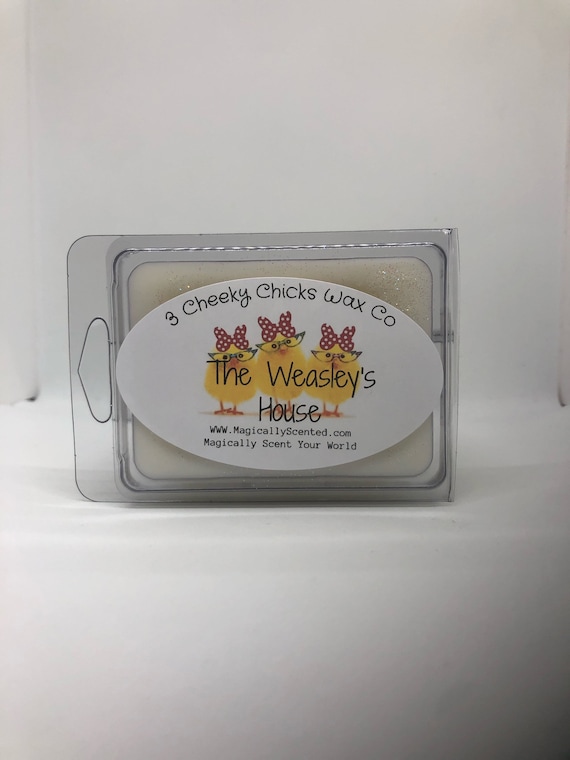 3 Cheeky Chicks Wax Co
The Weasley's
House
www.MagicallyScented.com
Magically Scent Your World